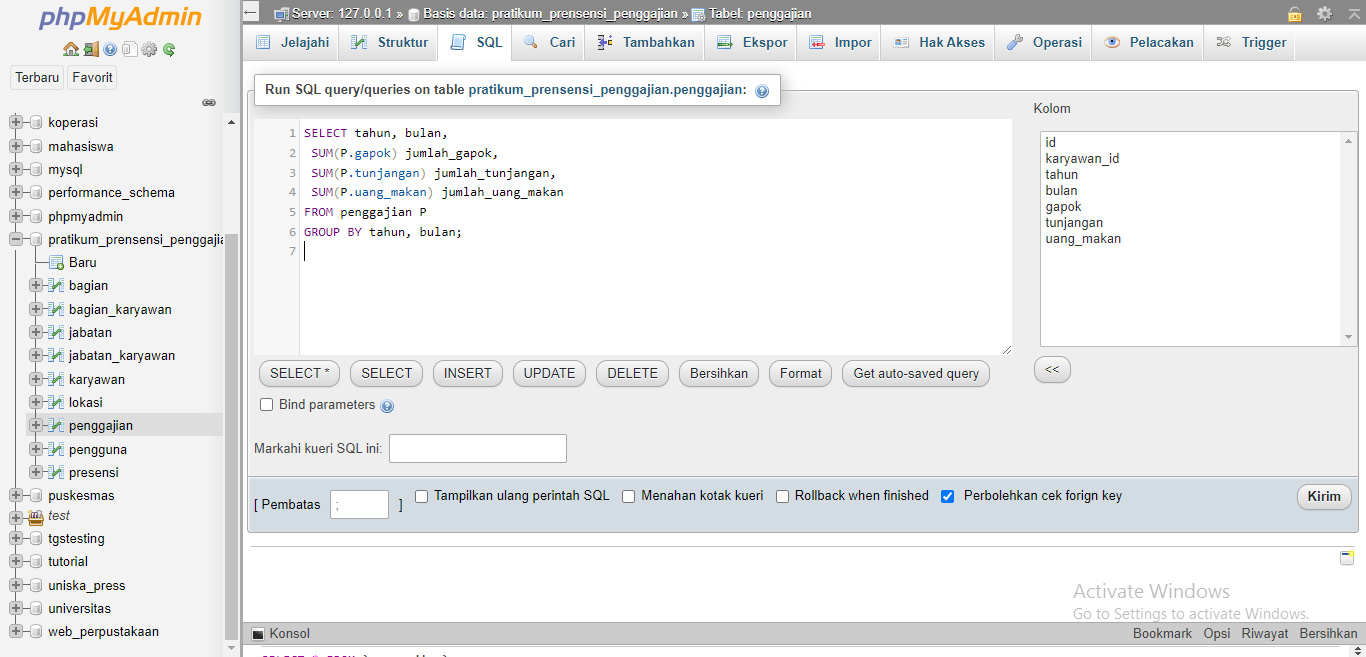 phpMyAdmin
Terbaru Favorit
koperasi
mahasiswa
mysql
performance_schema
phpmyadmin
pratikum_prensensi_penggajia
Baru
bagian
bagian_karyawan
jabatan
jabatan_karyawan
karyawan
lokasi
penggajian
pengguna
presensi
puskesmas
test
tgstesting
tutorial
uniska_press
universitas
web_perpustakaan
Server: 127.0.0.1 » Basis data: pratikum_prensensi_penggajian » Tabel: penggajian
Jelajahi Struktur SQL Cari Tambahkan Ekspor Impor Hak Akses Operasi Pelacakan Trigger
Run SQL query/queries on table pratikum_prensensi_penggajian.penggajian:
1 SELECT tahun, bulan,
2 SUM(P.gapok) jumlah_gapok,
3 SUM(P.tunjangan) jumlah_tunjangan,
4 SUM(P.uang_makan) jumlah_uang_makan
5 FROM penggajian P
6 GROUP BY tahun, bulan;
7
Kolom
id
karyawan_id
tahun
bulan
gapok
tunjangan
uang_makan
<<
SELECT * SELECT INSERT UPDATE DELETE Bersihkan Format Get auto-saved query
Bind parameters
Markahi kueri SQL ini:
[ Pembatas ; ] Tampilkan ulang perintah SQL Menahan kotak kueri Rollback when finished Perbolehkan cek forign key Kirim
Activate Windows
Go to Settings to activate Windows.
Konsol Bookmark Opsi Riwayat Bersihkan